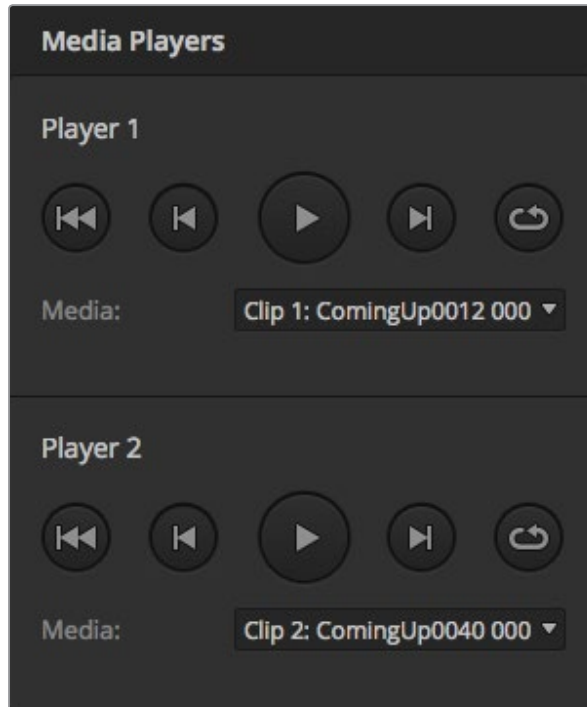 Media Players
Player 1
Media:
Clip 1: ComingUp0012 000
Player 2
Media:
Clip 2: ComingUp0040 000